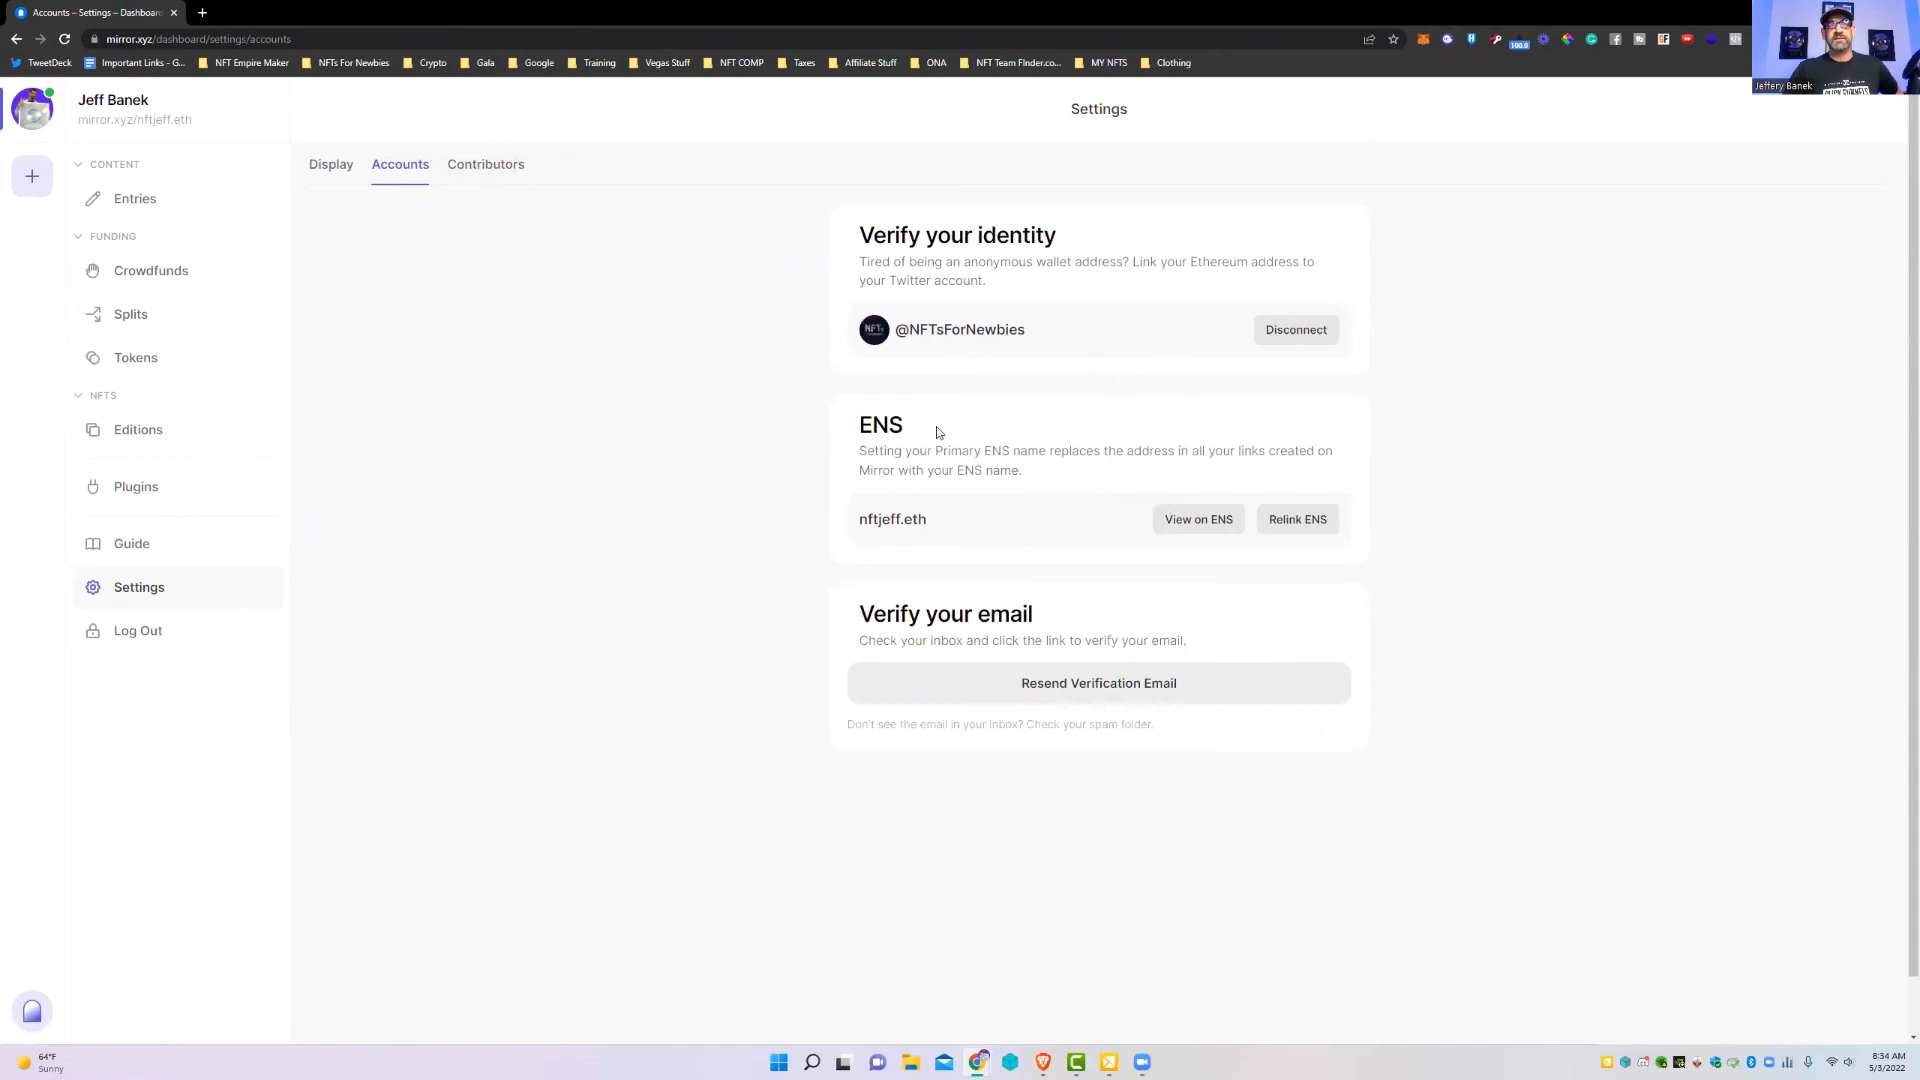 Accounts – Settings – Dashboar
mirror.xyz/dashboard/settings/accounts
100.0
TweetDeck
Important Links - G...
NFT Empire Maker
NFTs For Newbies
Crypto
Gala
Google
Training
Vegas Stuff
NFT COMP
Taxes
Affiliate Stuff
ONA
NFT Team FInder.co...
MY NFTS
Clothing
Jeffery Banek
Jeff Banek
mirror.xyz/nftjeff.eth
Settings
CONTENT
Entries
FUNDING
Crowdfunds
Splits
Tokens
NFTS
Editions
Plugins
Guide
Settings
Log Out
Display
Accounts
Contributors
Verify your identity
Tired of being an anonymous wallet address? Link your Ethereum address to
your Twitter account.
@NFTsForNewbies
Disconnect
ENS
Setting your Primary ENS name replaces the address in all your links created on
Mirror with your ENS name.
nftjeff.eth
View on ENS
Relink ENS
Verify your email
Check your inbox and click the link to verify your email.
Resend Verification Email
Don't see the email in your inbox? Check your spam folder.
64°F
Sunny
8:34 AM
5/3/2022